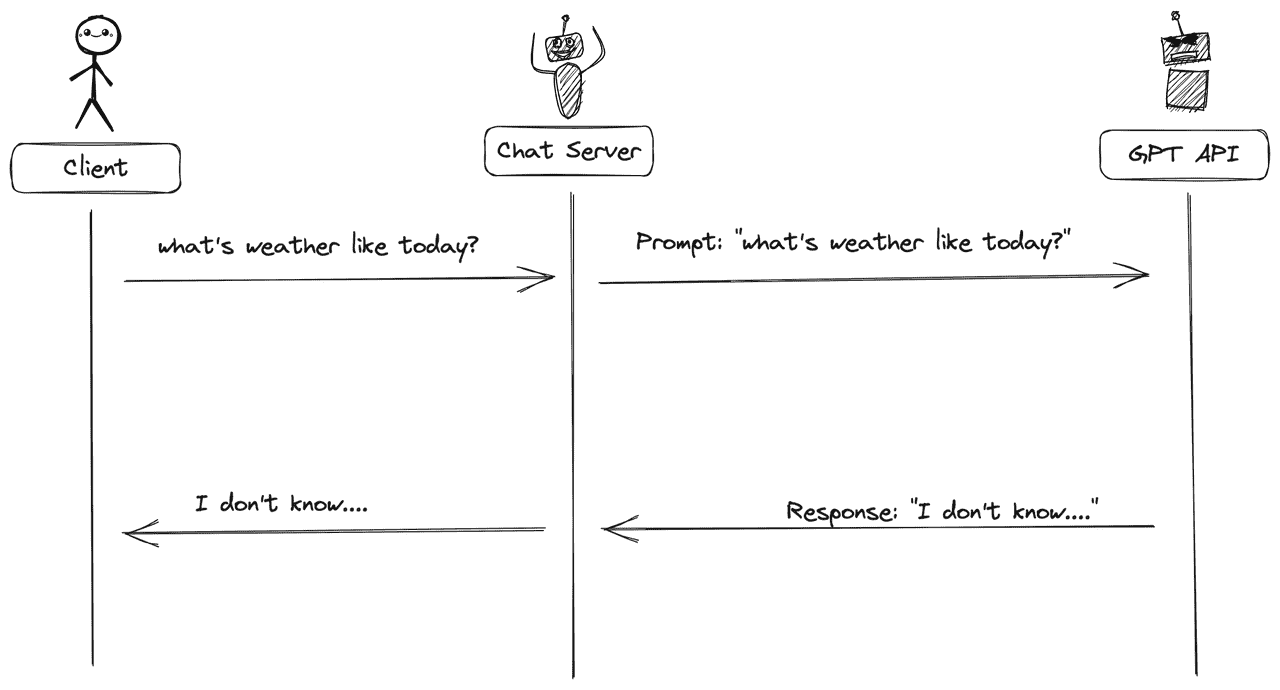 Client
Chat Server
GPT API
what's weather like today?
Prompt: "what's weather like today?"
I don't know....
Response: "I don't know...."